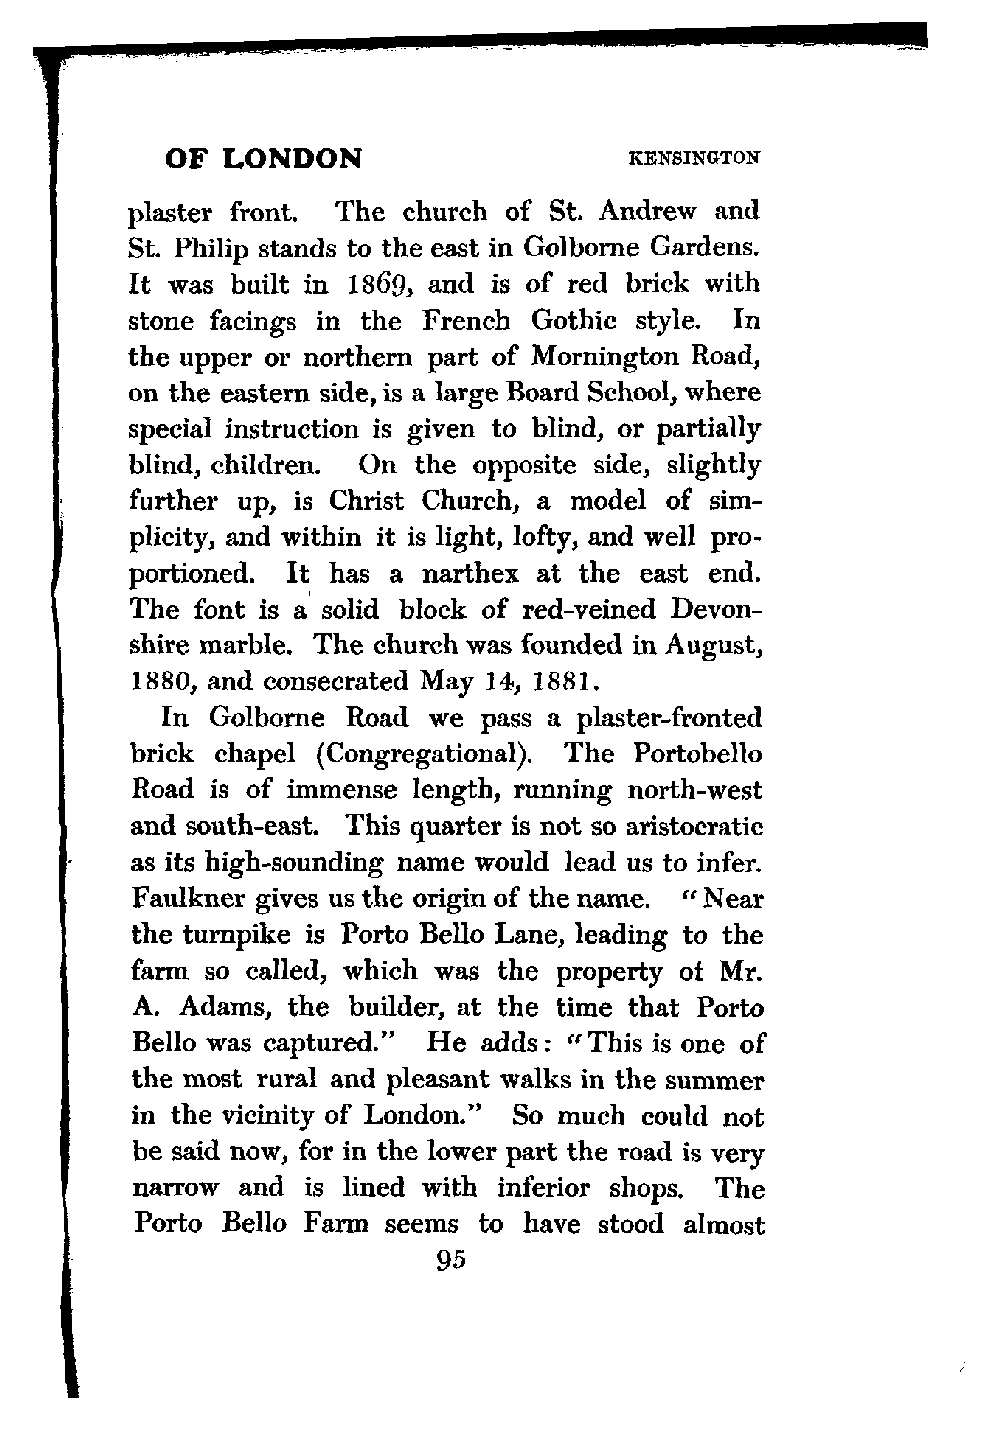 OF LONDON KENSINGTON
plaster front. The church of St. Andrew and
St. Philip stands to the east in Golborne Gardens.
It was built in 1869, and is of red brick with
stone facings in the French Gothic style. In
the upper or northern part of Mornington Road,
on the eastern side, is a large Board School, where
special instruction is given to blind, or partially
blind, children. On the opposite side, slightly
further up, is Christ Church, a model of sim-
plicity, and within it is light, lofty, and well pro-
portioned. It has a narthex at the east end.
The font is a solid block of red-veined Devon-
shire marble. The church was founded in August,
1880, and consecrated May 14, 1881.
In Golborne Road we pass a plaster-fronted
brick chapel (Congregational). The Portobello
Road is of immense length, running north-west
and south-east. This quarter is not so aristocratic
as its high-sounding name would lead us to infer.
Faulkner gives us the origin of the name. "Near
the turnpike is Porto Bello Lane, leading to the
farm so called, which was the property of Mr.
A. Adams, the builder, at the time that Porto
Bello was captured." He adds: "This is one of
the most rural and pleasant walks in the summer
in the vicinity of London." So much could not
be said now, for in the lower part the road is very
narrow and is lined with inferior shops. The
Porto Bello Farm seems to have stood almost
95